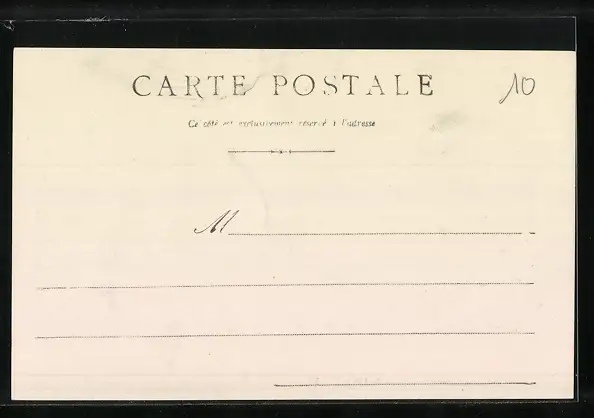 CARTE POSTALE 10
Ce côté est exclusivement réservé à l'adresse
M